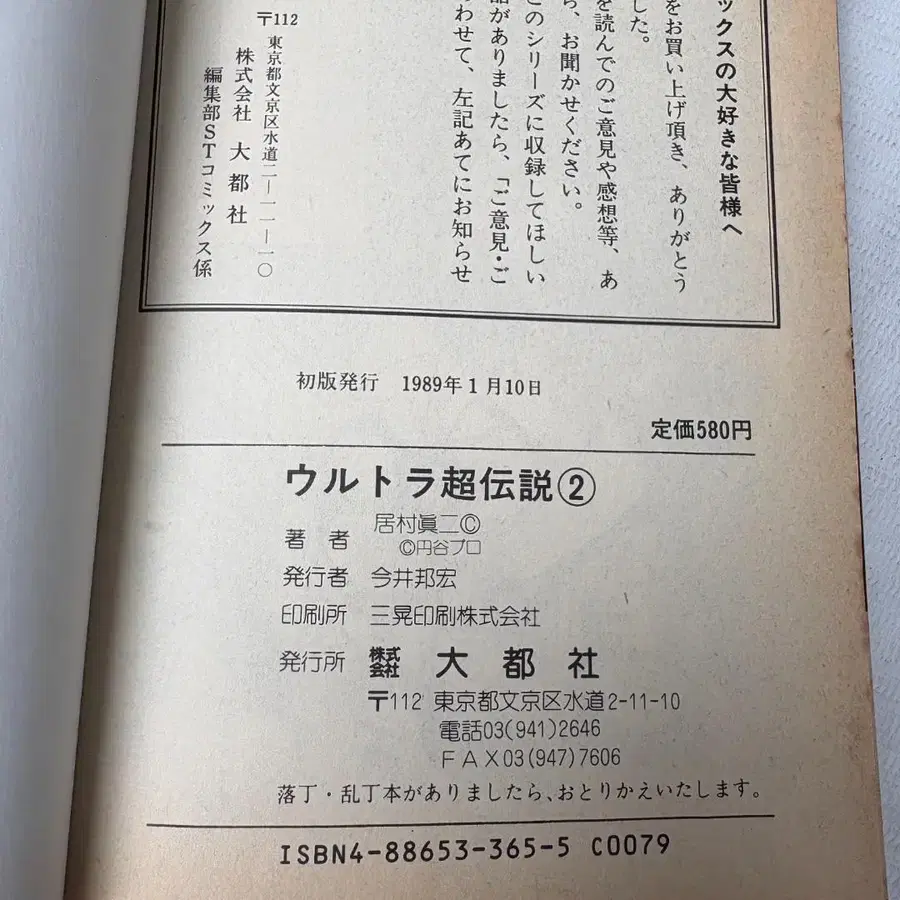 ックスの大好きな皆様へ
をお買い上げ頂き、ありがとう
した。
を読んでのご意見や感想等、あ
ら、お聞かせください。
このシリーズに収録してほしい
品がありましたら、「ご意見・ご
わせて、左記あてにお知らせ
〒112 東京都文京区水道二―一一―一〇
株式会社 大都社
編集部STコミックス係
初版発行 1989年1月10日
定価580円
ウルトラ超伝説②
著者 居村眞二©
©円谷プロ
発行者 今井邦宏
印刷所 三晃印刷株式会社
発行所 株式会社 大都社
〒112 東京都文京区水道2-11-10
電話03(941)2646
FAX03(947)7606
落丁・乱丁本がありましたら、おとりかえいたします。
ISBN4-88653-365-5 C0079